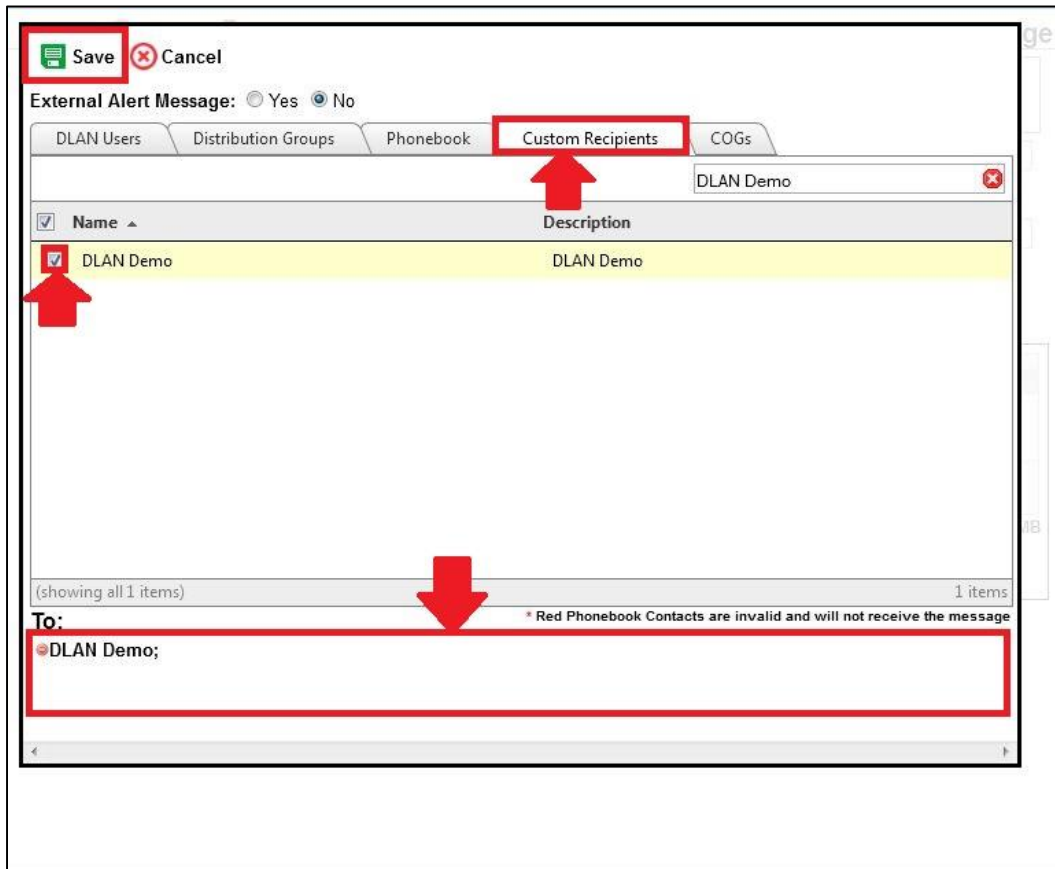 Save Cancel
External Alert Message: Yes No
DLAN Users Distribution Groups Phonebook Custom Recipients COGs
DLAN Demo
Name Description
DLAN Demo DLAN Demo
(showing all 1 items) 1 items
To: * Red Phonebook Contacts are invalid and will not receive the message
DLAN Demo;
ge
MB